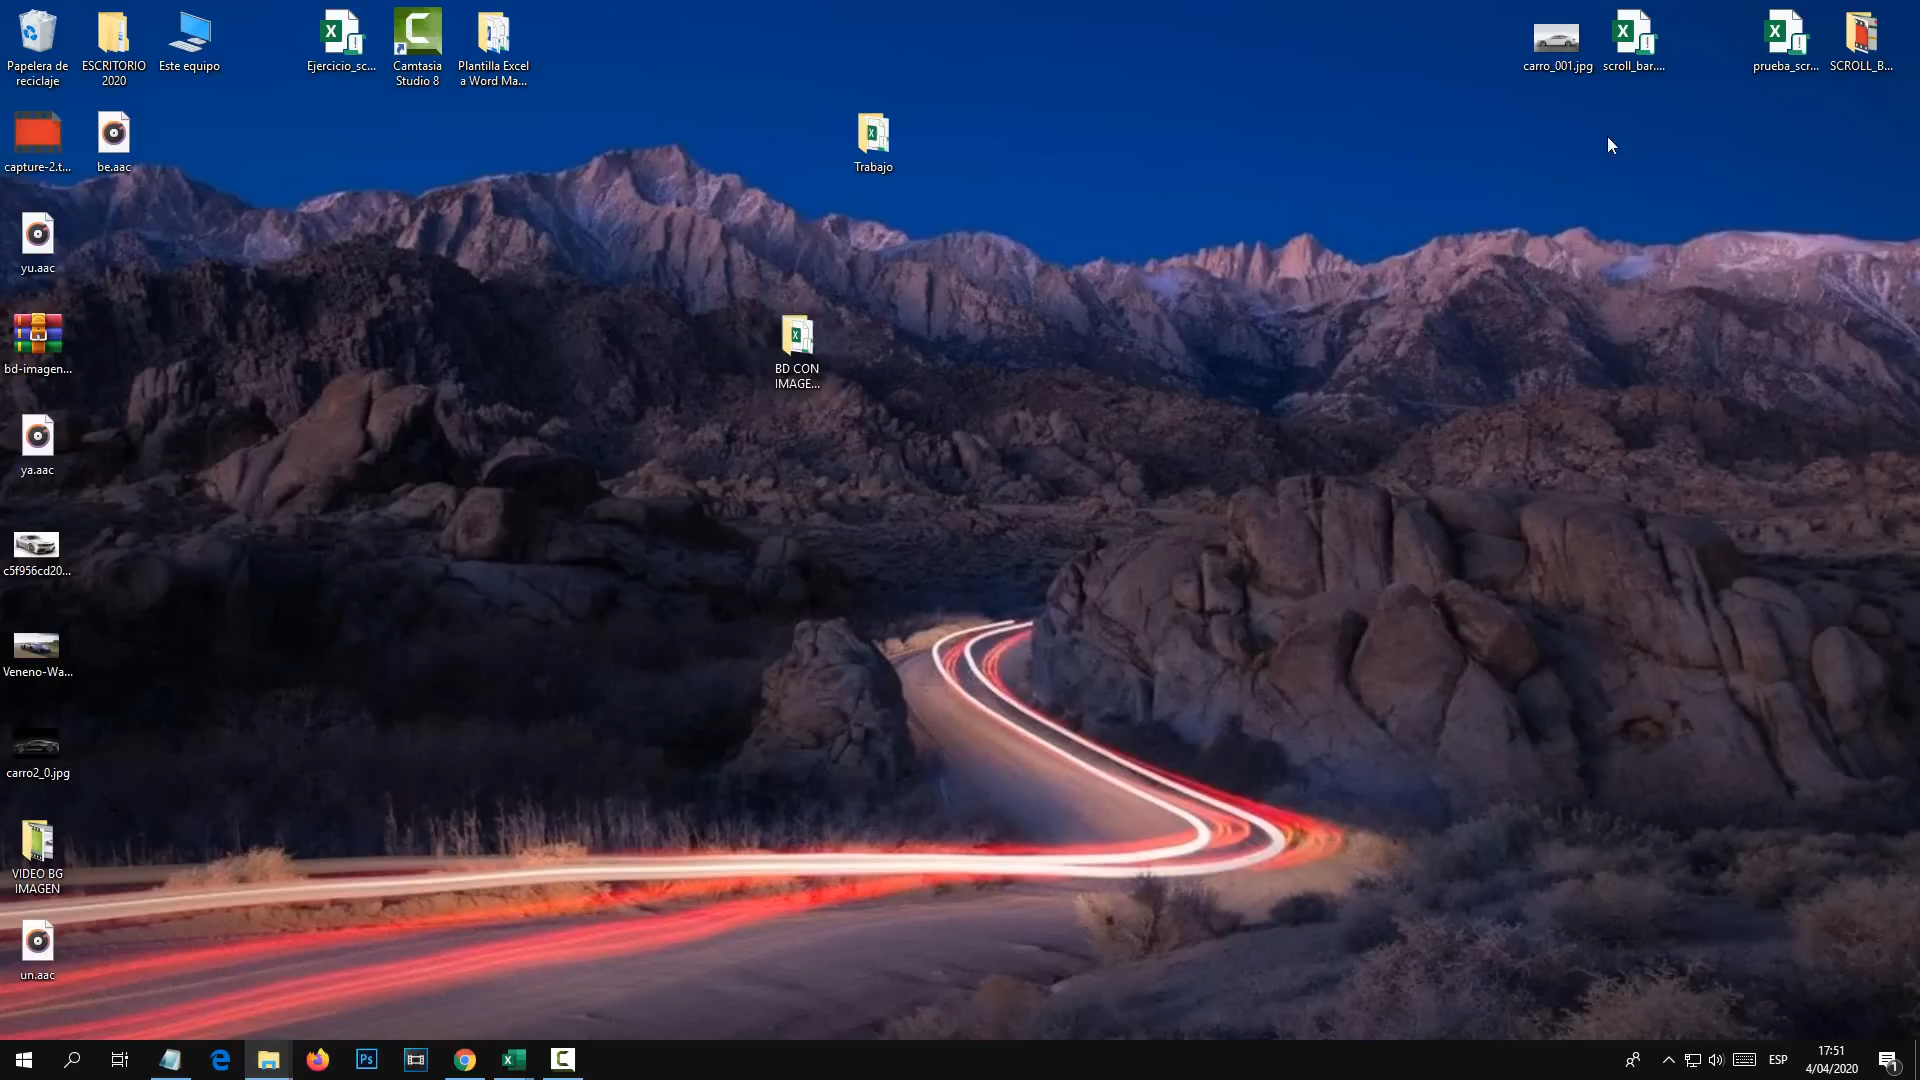 Papelera de
reciclaje
ESCRITORIO
2020
Este equipo
Ejercicio_sc...
Camtasia
Studio 8
Plantilla Excel
a Word Ma...
carro_001.jpg
scroll_bar....
prueba_scr...
SCROLL_B...
capture-2.t...
be.aac
Trabajo
yu.aac
bd-imagen...
BD CON
IMAGE...
ya.aac
c5f956cd20...
Veneno-Wa...
carro2_0.jpg
VIDEO BG
IMAGEN
un.aac
Ps
ESP
17:51
4/04/2020
1